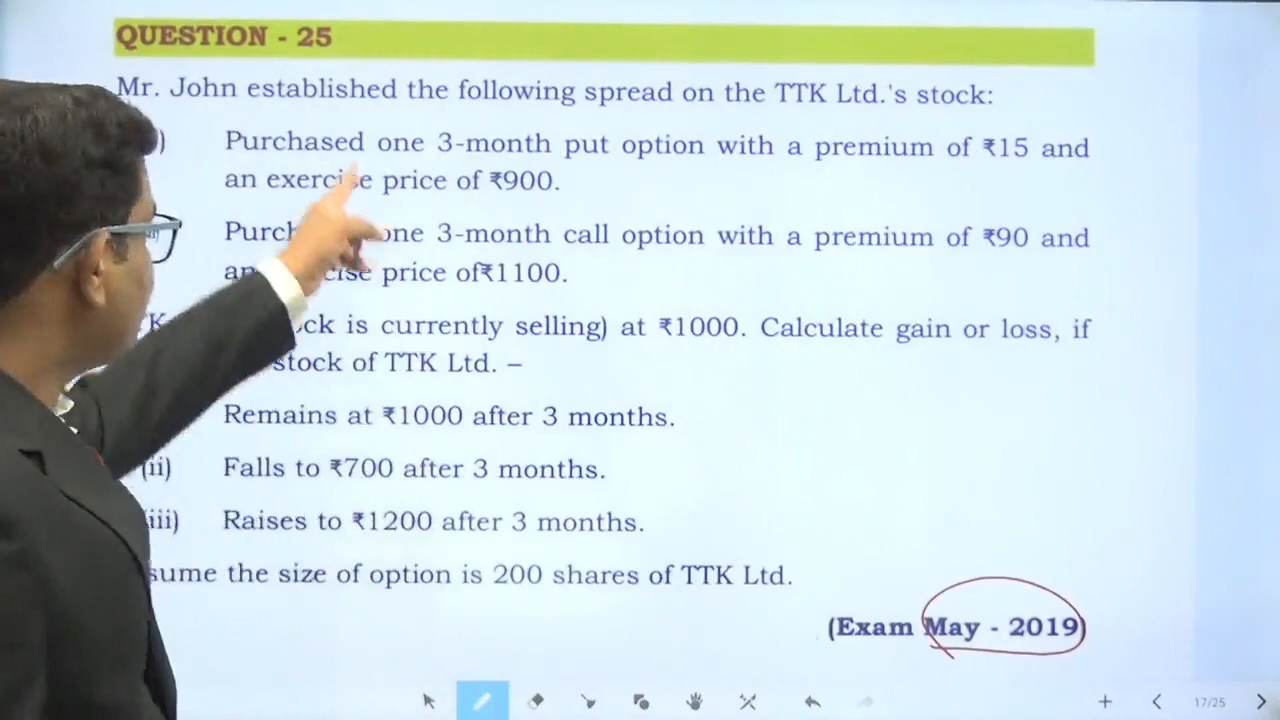 QUESTION - 25
Mr. John established the following spread on the TTK Ltd.'s stock:
) Purchased one 3-month put option with a premium of ₹15 and
an exercise price of ₹900.
Purch one 3-month call option with a premium of ₹90 and
an cise price of₹1100.
K ock is currently selling) at ₹1000. Calculate gain or loss, if
stock of TTK Ltd. –
Remains at ₹1000 after 3 months.
(ii) Falls to ₹700 after 3 months.
iii) Raises to ₹1200 after 3 months.
sume the size of option is 200 shares of TTK Ltd.
(Exam May - 2019)
17/25